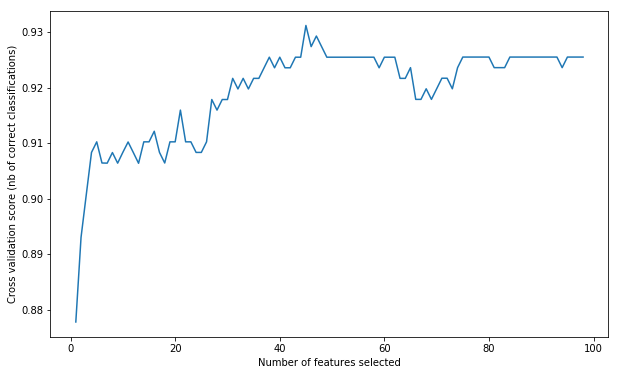 0.93
0.92
0.91
0.90
0.89
0.88
Cross validation score (nb of correct classifications)
0 20 40 60 80 100
Number of features selected